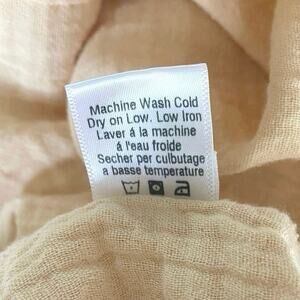 Machine Wash Cold
Dry on Low. Low Iron
Laver á la machine
á l'eau froide
Secher per culbutage
a basse temperature